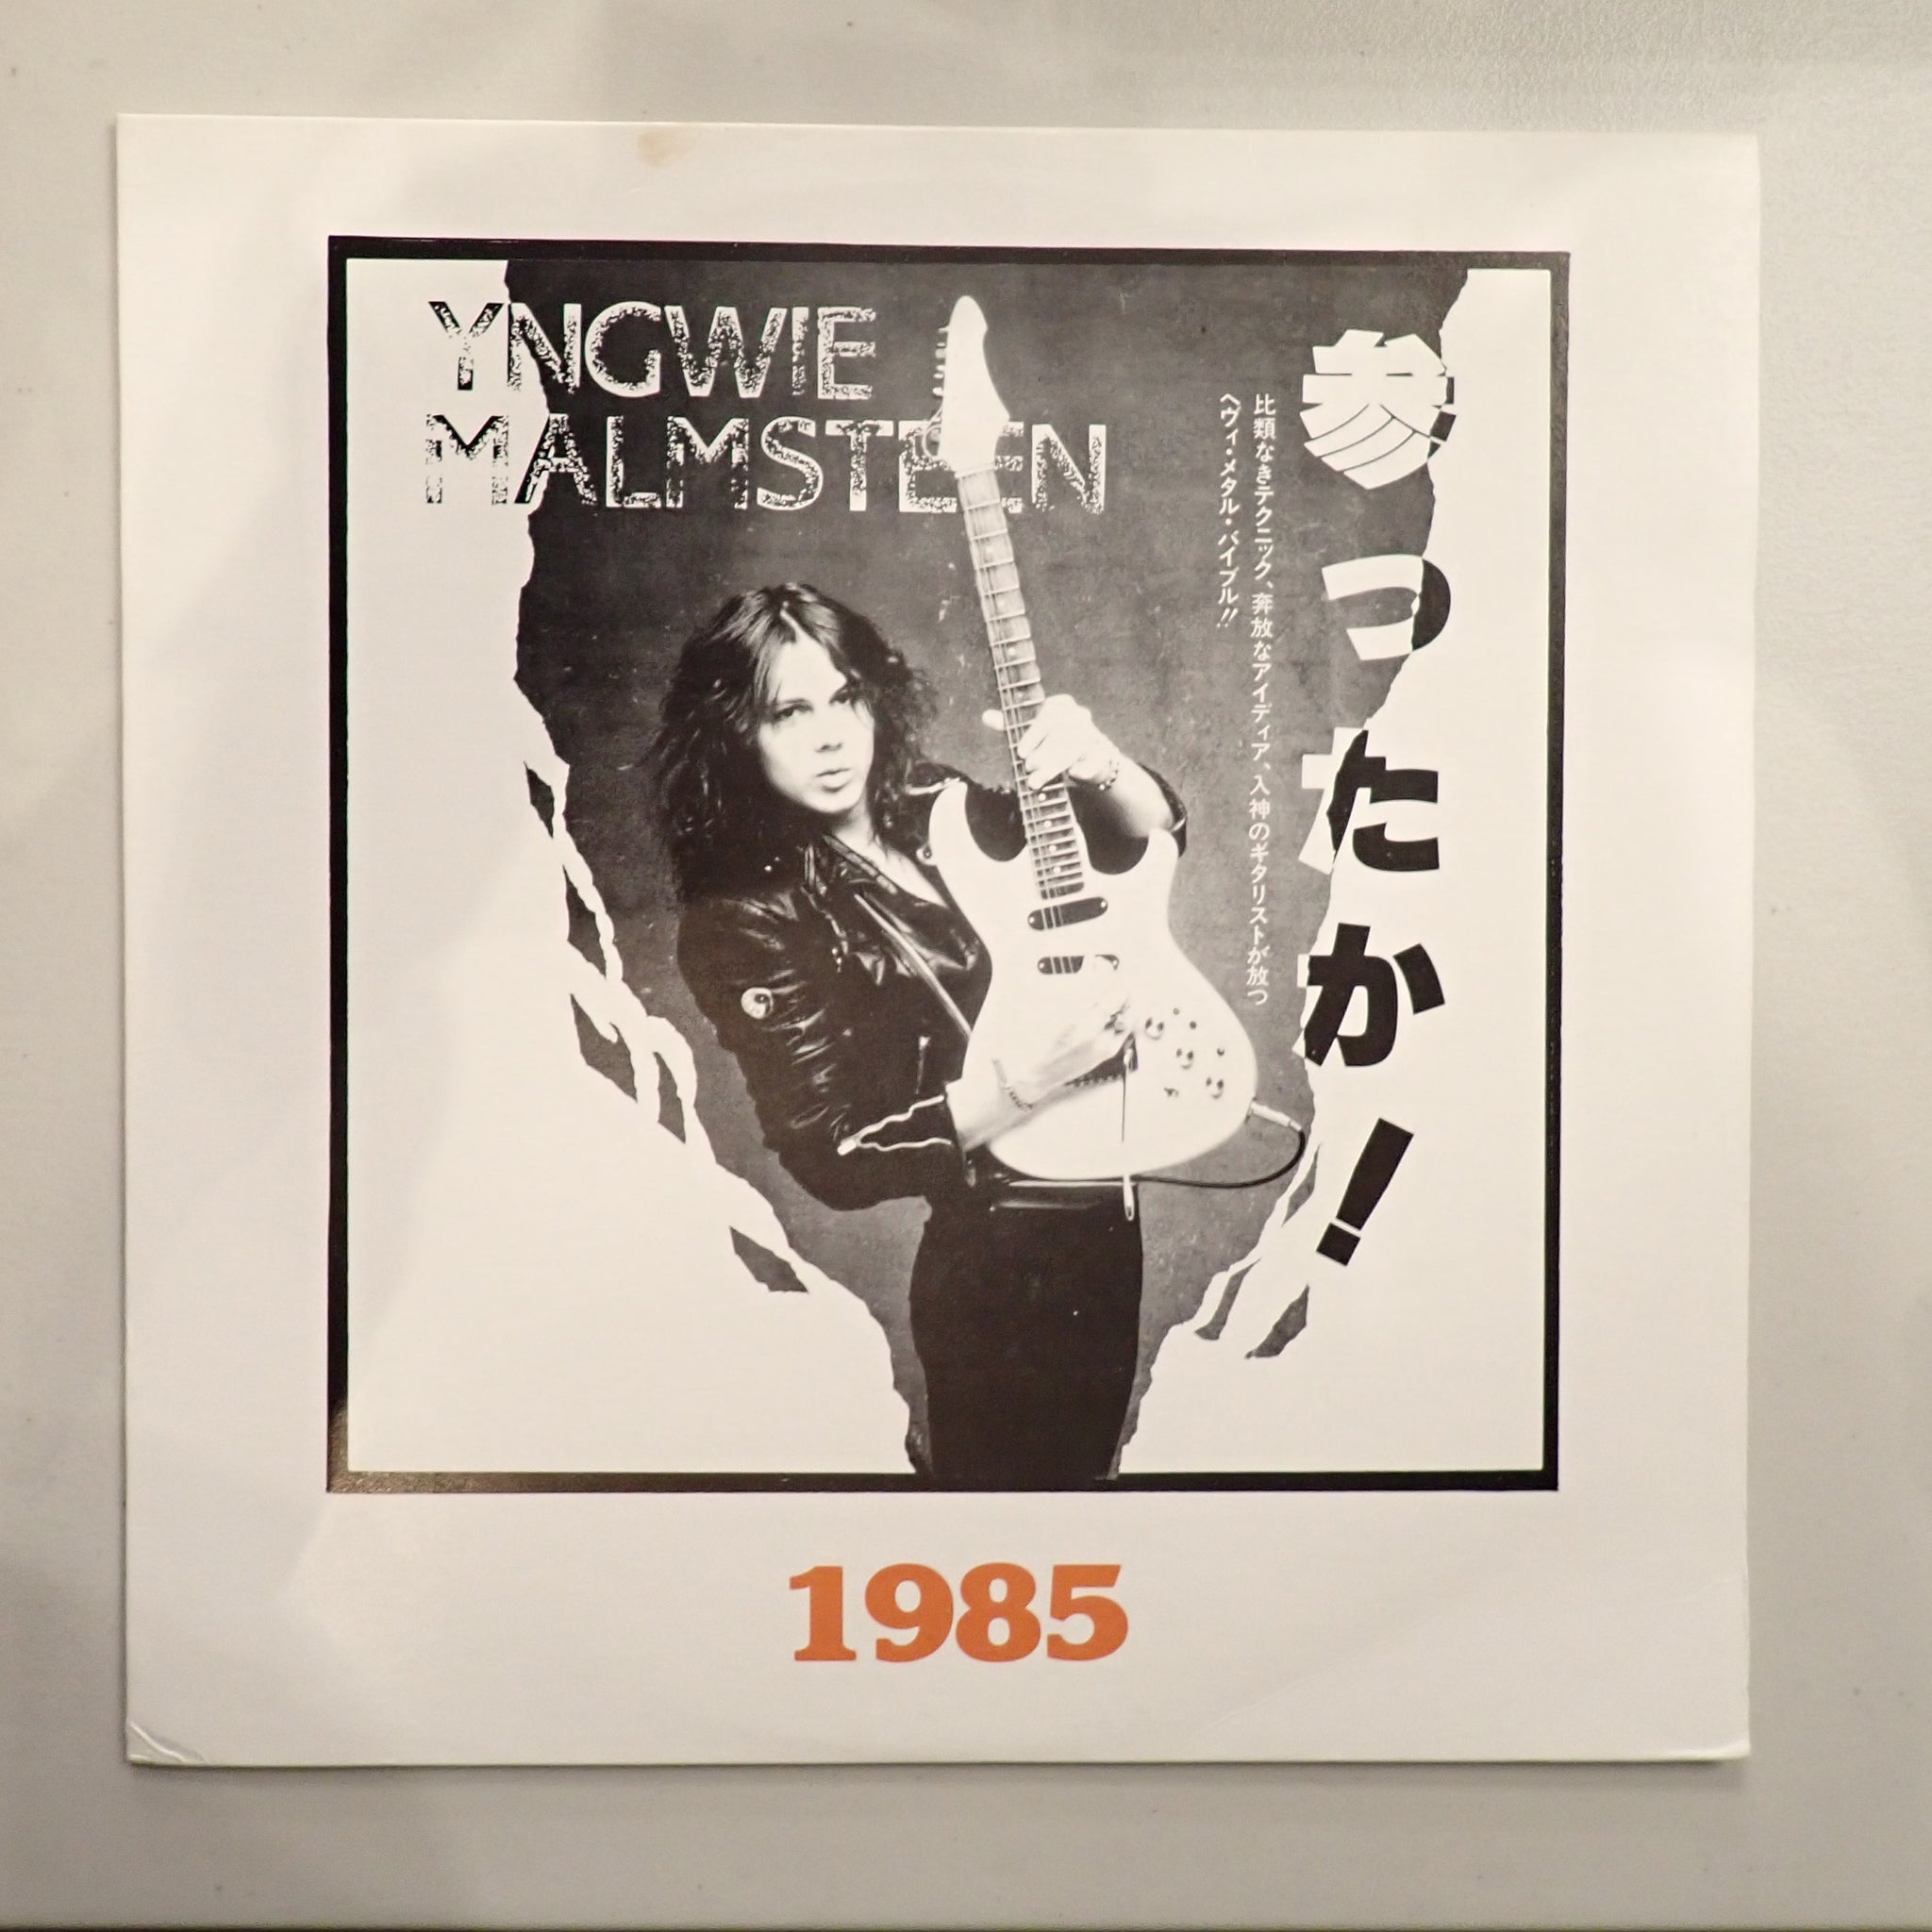 YNGWIE
MALMSTEEN
参ったか!
比類なきテクニック、奔放なアイディア、入神のギタリストが放つ
ヘヴィ・メタル・バイブル!!
1985